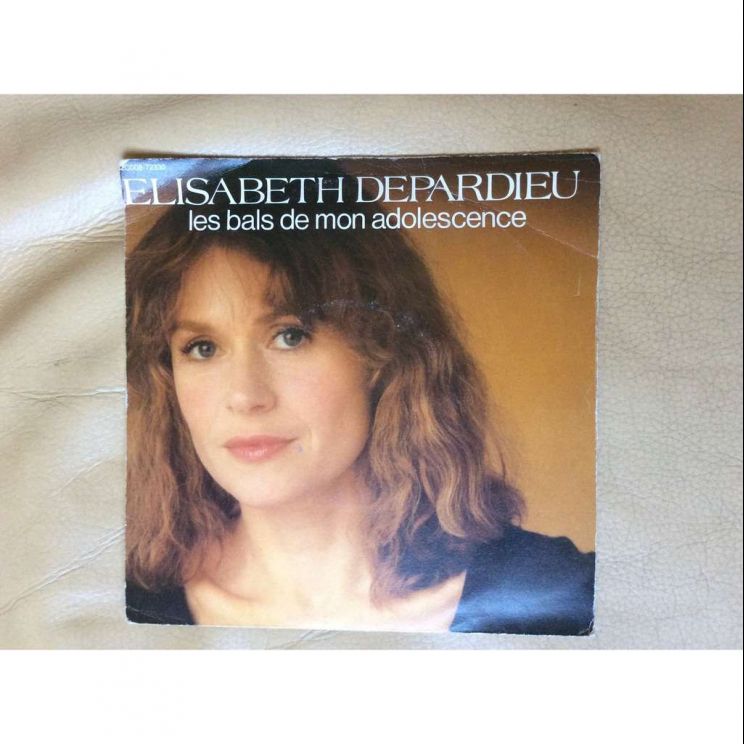 ELISABETH DEPARDIEU
les bals de mon adolescence